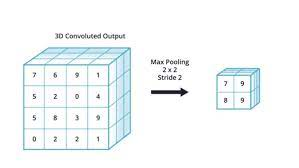 3D Convoluted Output
7 6 9 1
5 2 0 4
5 8 3 9
0 2 2 1
Max Pooling
2 x 2
Stride 2
7 9
8 9